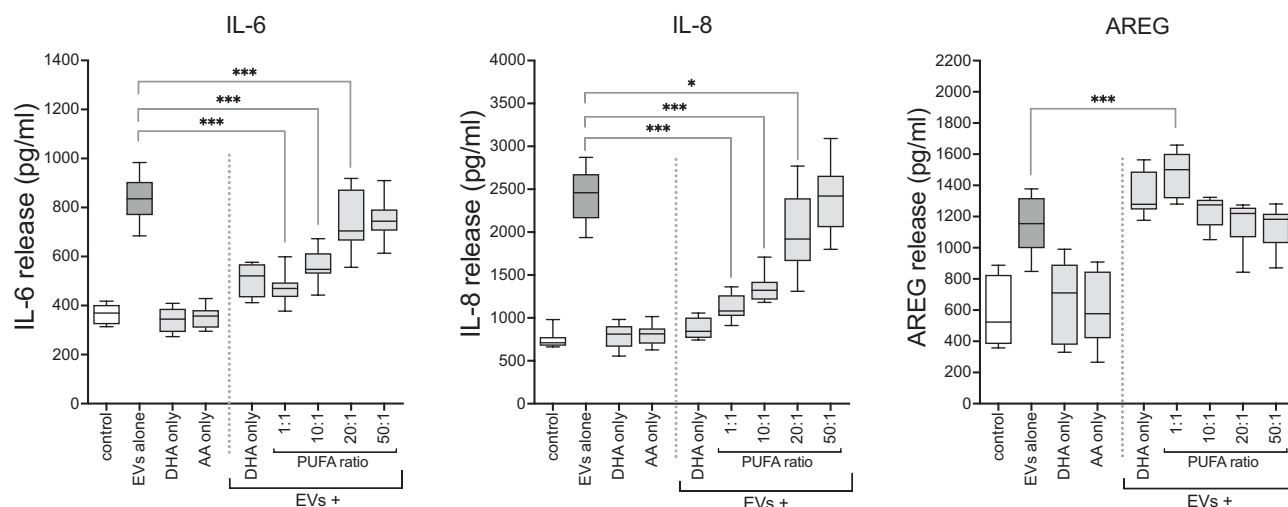 IL-6
IL-6 release (pg/ml)
1400
1200
1000
800
600
400
200
0
***
***
***
control
EVs alone
DHA only
AA only
DHA only
1:1
10:1
20:1
50:1
PUFA ratio
EVs +
IL-8
IL-8 release (pg/ml)
4000
3500
3000
2500
2000
1500
1000
500
0
*
***
***
control
EVs alone
DHA only
AA only
DHA only
1:1
10:1
20:1
50:1
PUFA ratio
EVs +
AREG
AREG release (pg/ml)
2200
2000
1800
1600
1400
1200
1000
800
600
400
200
0
***
control
EVs alone
DHA only
AA only
DHA only
1:1
10:1
20:1
50:1
PUFA ratio
EVs +